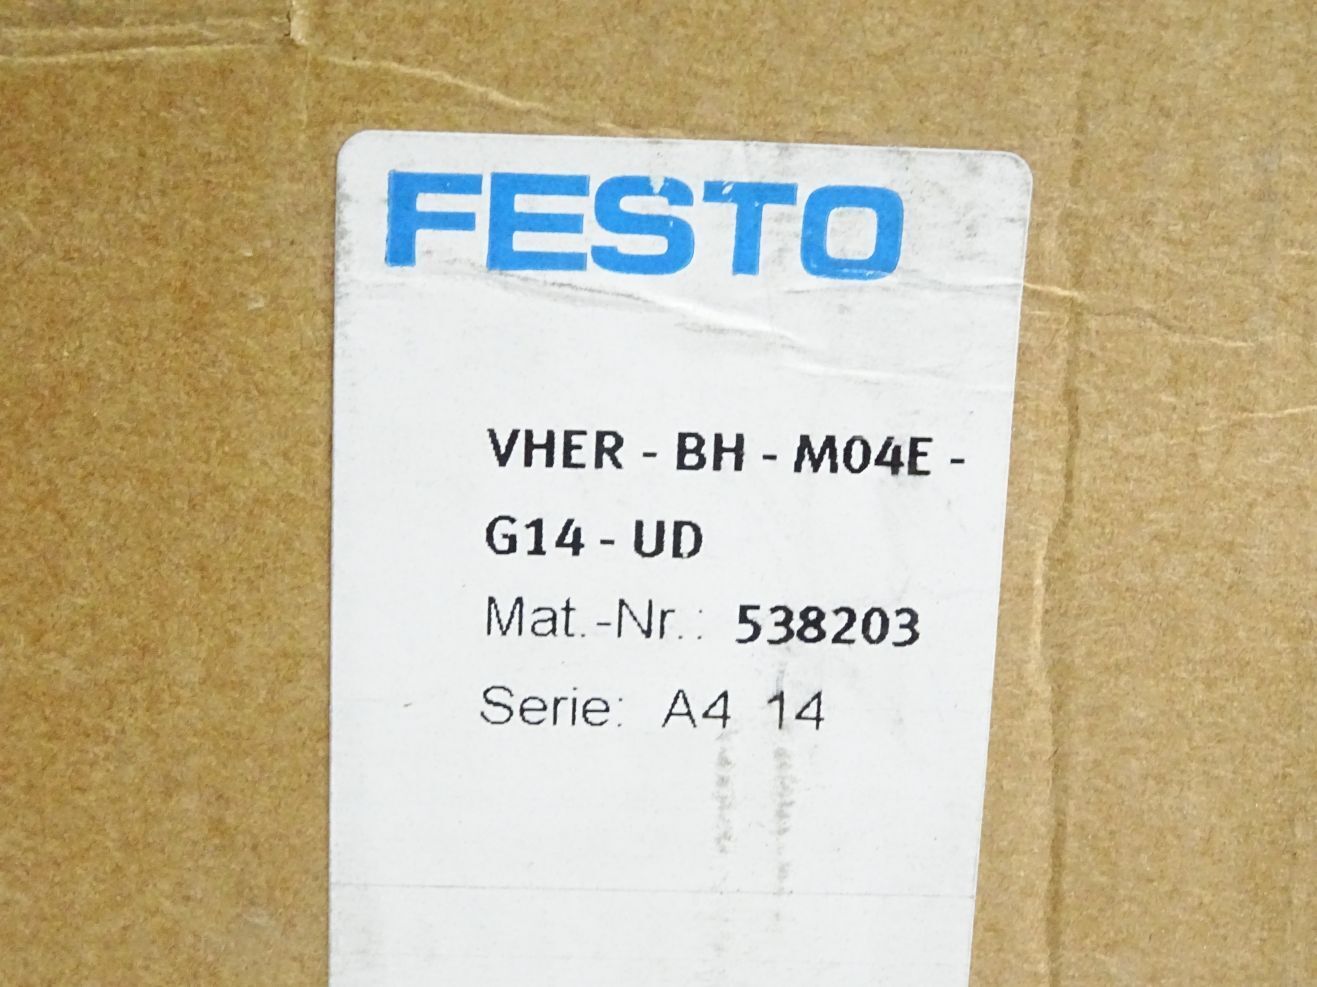 FESTO
VHER - BH - M04E -
G14 - UD
Mat.-Nr.: 538203
Serie: A4 14